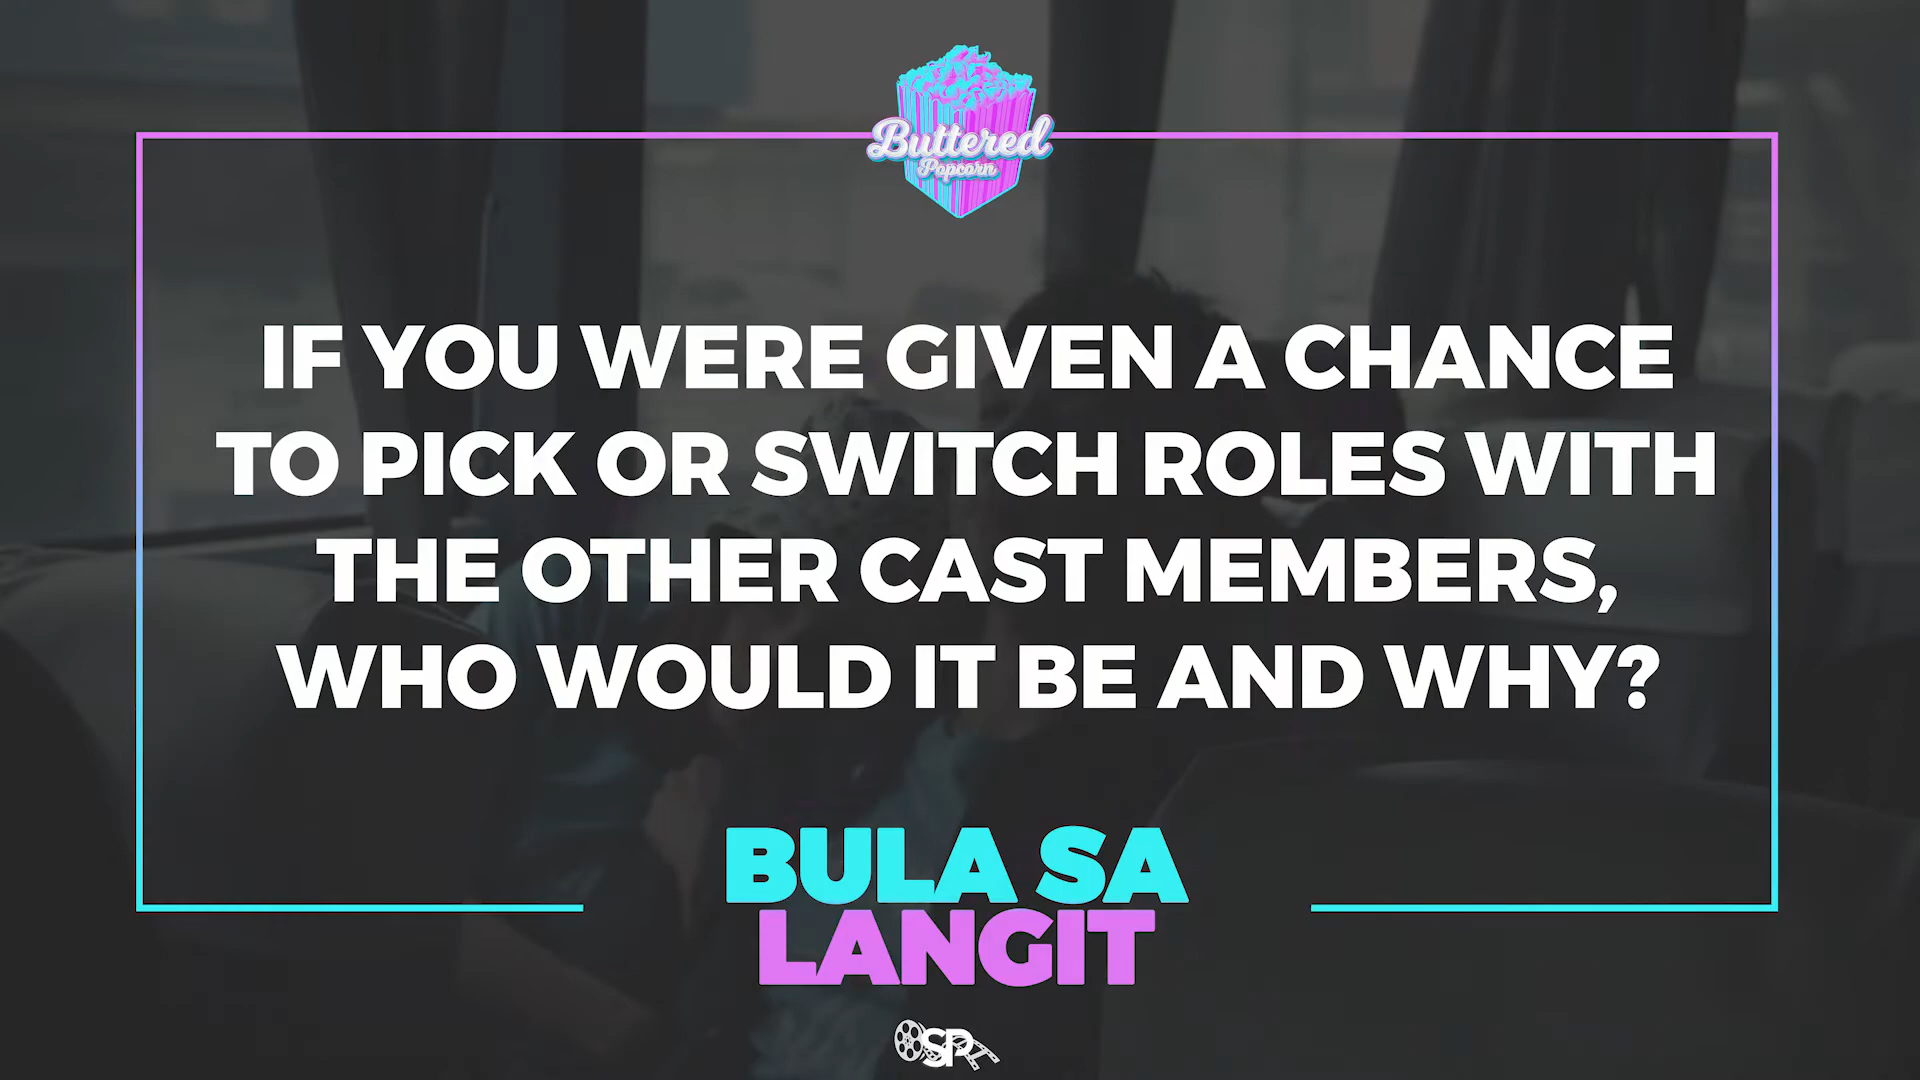 Buttered
Popcorn
IF YOU WERE GIVEN A CHANCE
TO PICK OR SWITCH ROLES WITH
THE OTHER CAST MEMBERS,
WHO WOULD IT BE AND WHY?
BULA SA
LANGIT
OSP